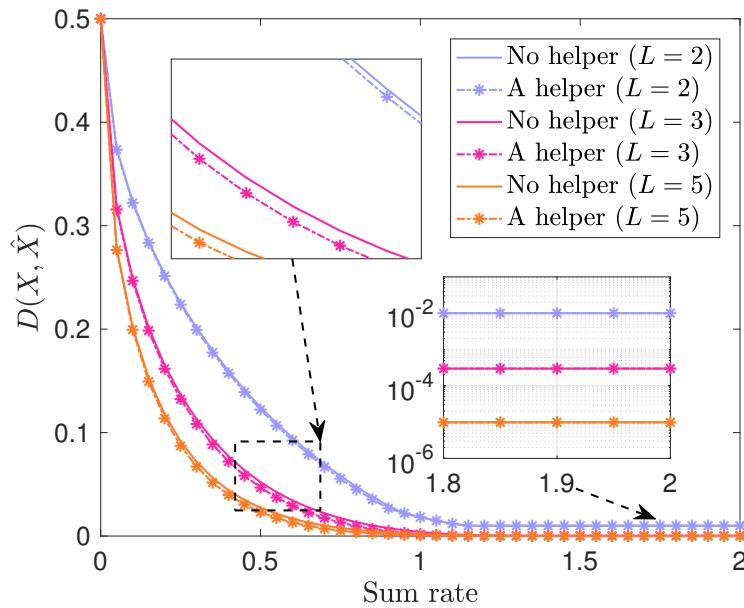 0.5
0.4
0.3
0.2
0.1
0
D(X, X̂)
No helper (L = 2)
A helper (L = 2)
No helper (L = 3)
A helper (L = 3)
No helper (L = 5)
A helper (L = 5)
10⁻²
10⁻⁴
10⁻⁶
1.8 1.9 2
0 0.5 1 1.5 2
Sum rate